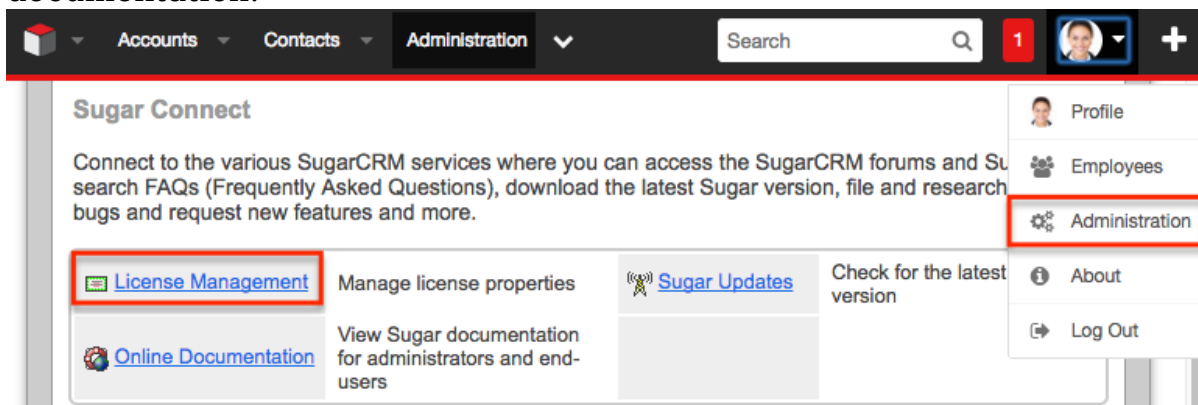 Accounts
Contacts
Administration
Search
1
Sugar Connect
Connect to the various SugarCRM services where you can access the SugarCRM forums and Su
search FAQs (Frequently Asked Questions), download the latest Sugar version, file and research
bugs and request new features and more.
License Management
Manage license properties
Sugar Updates
Check for the latest
version
Online Documentation
View Sugar documentation
for administrators and end-
users
Profile
Employees
Administration
About
Log Out